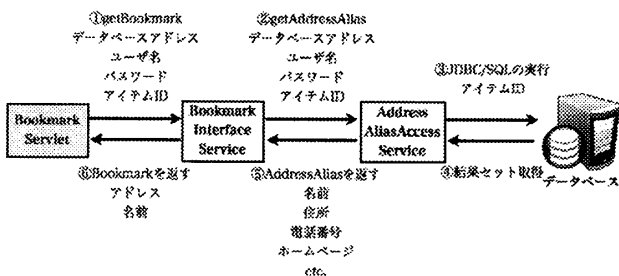 ①getBookmark
データベースアドレス
ユーザ名
パスワード
アイテムID
②getAddressAlias
データベースアドレス
ユーザ名
パスワード
アイテムID
③JDBC/SQLの実行
アイテムID
Bookmark
Servlet
Bookmark
Interface
Service
Address
AliasAccess
Service
データベース
⑥Bookmarkを返す
アドレス
名前
⑤AddressAliasを返す
名前
住所
電話番号
ホームページ
etc.
④結果セット取得